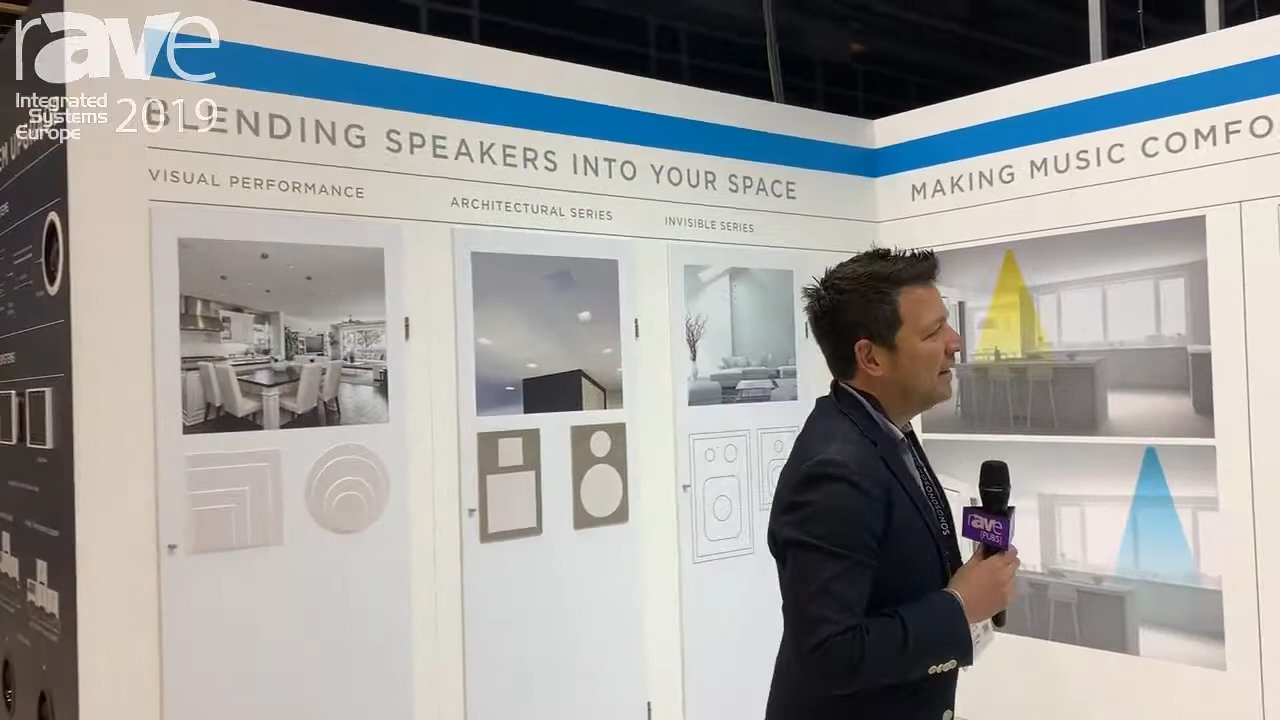 rAVe
Integrated
Systems
Europe
2019
BLENDING SPEAKERS INTO YOUR SPACE
VISUAL PERFORMANCE
ARCHITECTURAL SERIES
INVISIBLE SERIES
MAKING MUSIC COMFO
SONOS
rAVe
[PUBS]